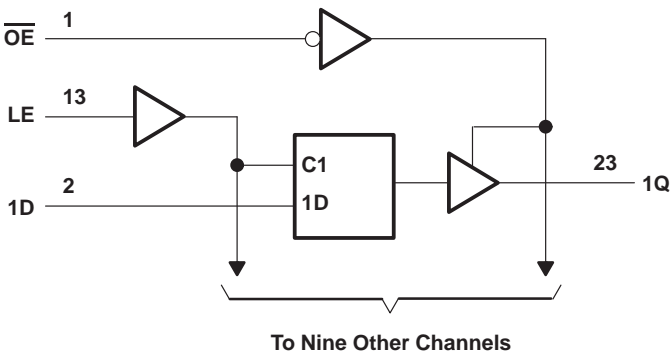 OE 1
LE 13
C1
1D 2 1D
23 1Q
To Nine Other Channels